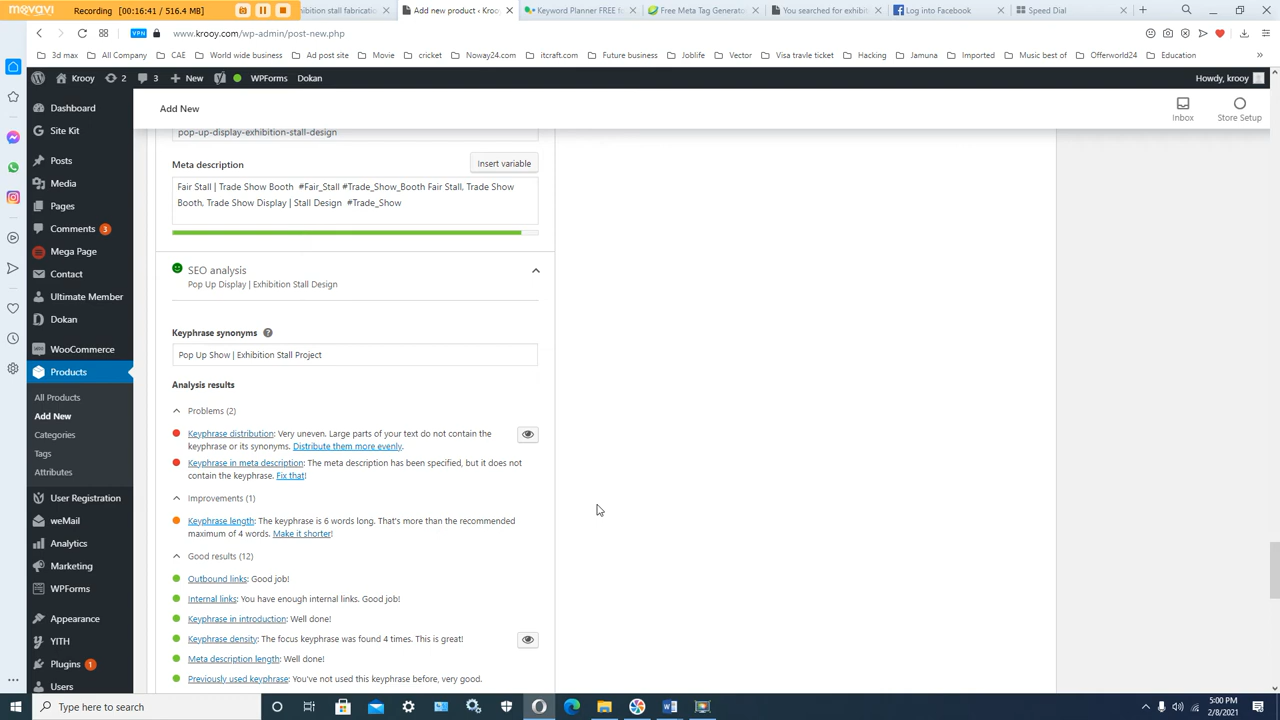 movavi
(00:16:41 / 516.4 MB)
hibition stall fabrication
Add new product ‹ Krooy
Keyword Planner FREE fo
Free Meta Tag Generator
You searched for exhibit
Log into Facebook
Speed Dial
VPN
www.krooy.com/wp-admin/post-new.php
3d max
All Company
CAE
World wide business
Ad post site
Movie
cricket
Noway24.com
itcraft.com
Future business
Joblife
Vector
Visa travle ticket
Hacking
Jamuna
Imported
Music best of
Offerworld24
Education
Krooy
2
3
New
WPForms
Dokan
Howdy, krooy
Add New
Inbox
Store Setup
Dashboard
Site Kit
Posts
Media
Pages
Comments 3
Mega Page
Contact
Ultimate Member
Dokan
WooCommerce
Products
All Products
Add New
Categories
Tags
Attributes
User Registration
weMail
Analytics
Marketing
WPForms
Appearance
YITH
Plugins 1
Users
pop-up-display-exhibition-stall-design
Meta description
Insert variable
Fair Stall | Trade Show Booth #Fair_Stall #Trade_Show_Booth Fair Stall, Trade Show
Booth, Trade Show Display | Stall Design #Trade_Show
SEO analysis
Pop Up Display | Exhibition Stall Design
Keyphrase synonyms
Pop Up Show | Exhibition Stall Project
Analysis results
Problems (2)
Keyphrase distribution: Very uneven. Large parts of your text do not contain the
keyphrase or its synonyms. Distribute them more evenly.
Keyphrase in meta description: The meta description has been specified, but it does not
contain the keyphrase. Fix that!
Improvements (1)
Keyphrase length: The keyphrase is 6 words long. That's more than the recommended
maximum of 4 words. Make it shorter!
Good results (12)
Outbound links: Good job!
Internal links: You have enough internal links. Good job!
Keyphrase in introduction: Well done!
Keyphrase density: The focus keyphrase was found 4 times. This is great!
Meta description length: Well done!
Previously used keyphrase: You've not used this keyphrase before, very good.
Type here to search
5:00 PM
2/8/2021